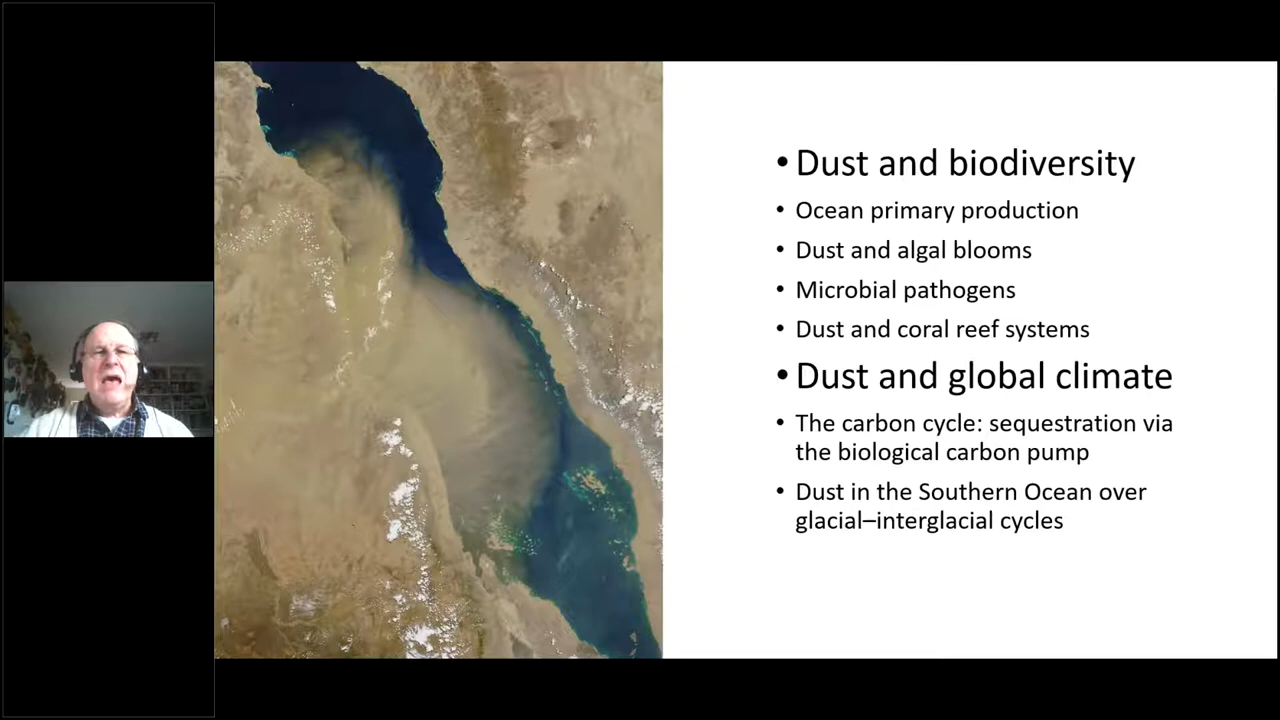 • Dust and biodiversity
• Ocean primary production
• Dust and algal blooms
• Microbial pathogens
• Dust and coral reef systems
• Dust and global climate
• The carbon cycle: sequestration via
the biological carbon pump
• Dust in the Southern Ocean over
glacial–interglacial cycles